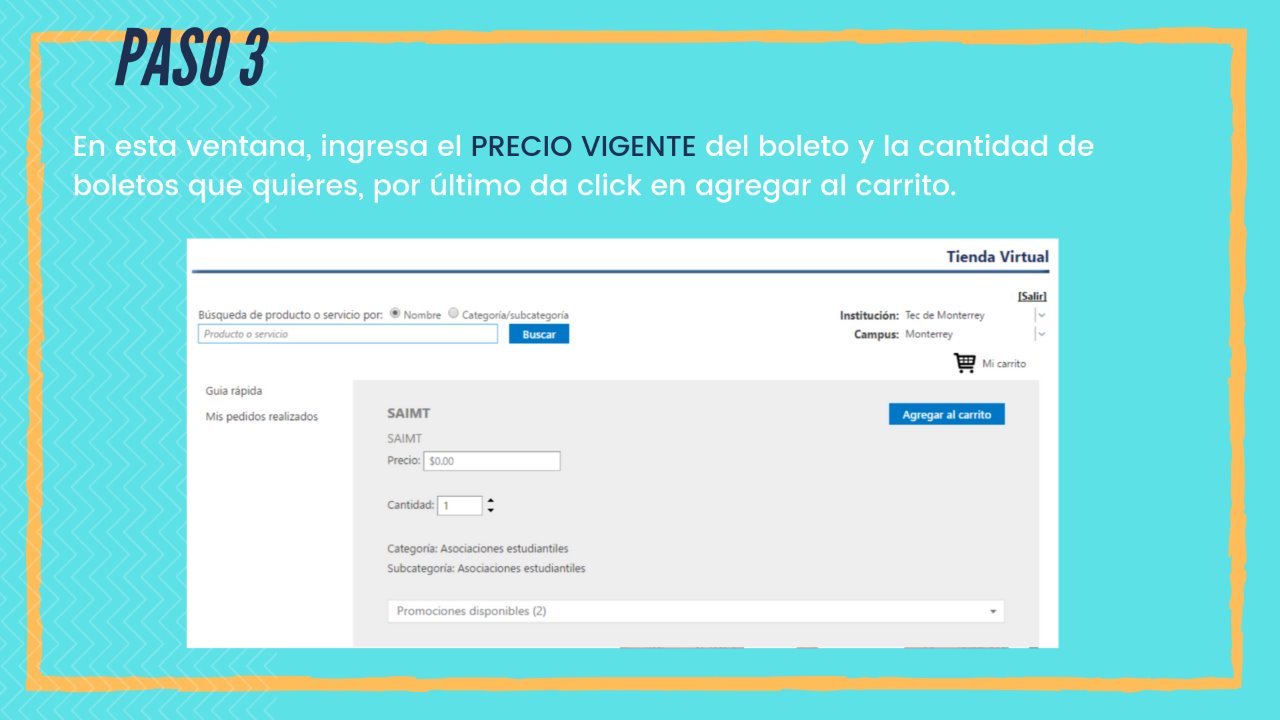 PASO 3
En esta ventana, ingresa el PRECIO VIGENTE del boleto y la cantidad de
boletos que quieres, por último da click en agregar al carrito.
Tienda Virtual
[Salir]
Búsqueda de producto o servicio por: Nombre Categoría/subcategoría
Institución: Tec de Monterrey
Producto o servicio Buscar
Campus: Monterrey
Mi carrito
Guia rápida
Mis pedidos realizados
SAIMT
Agregar al carrito
SAIMT
Precio: $0.00
Cantidad: 1
Categoría: Asociaciones estudiantiles
Subcategoría: Asociaciones estudiantiles
Promociones disponibles (2)